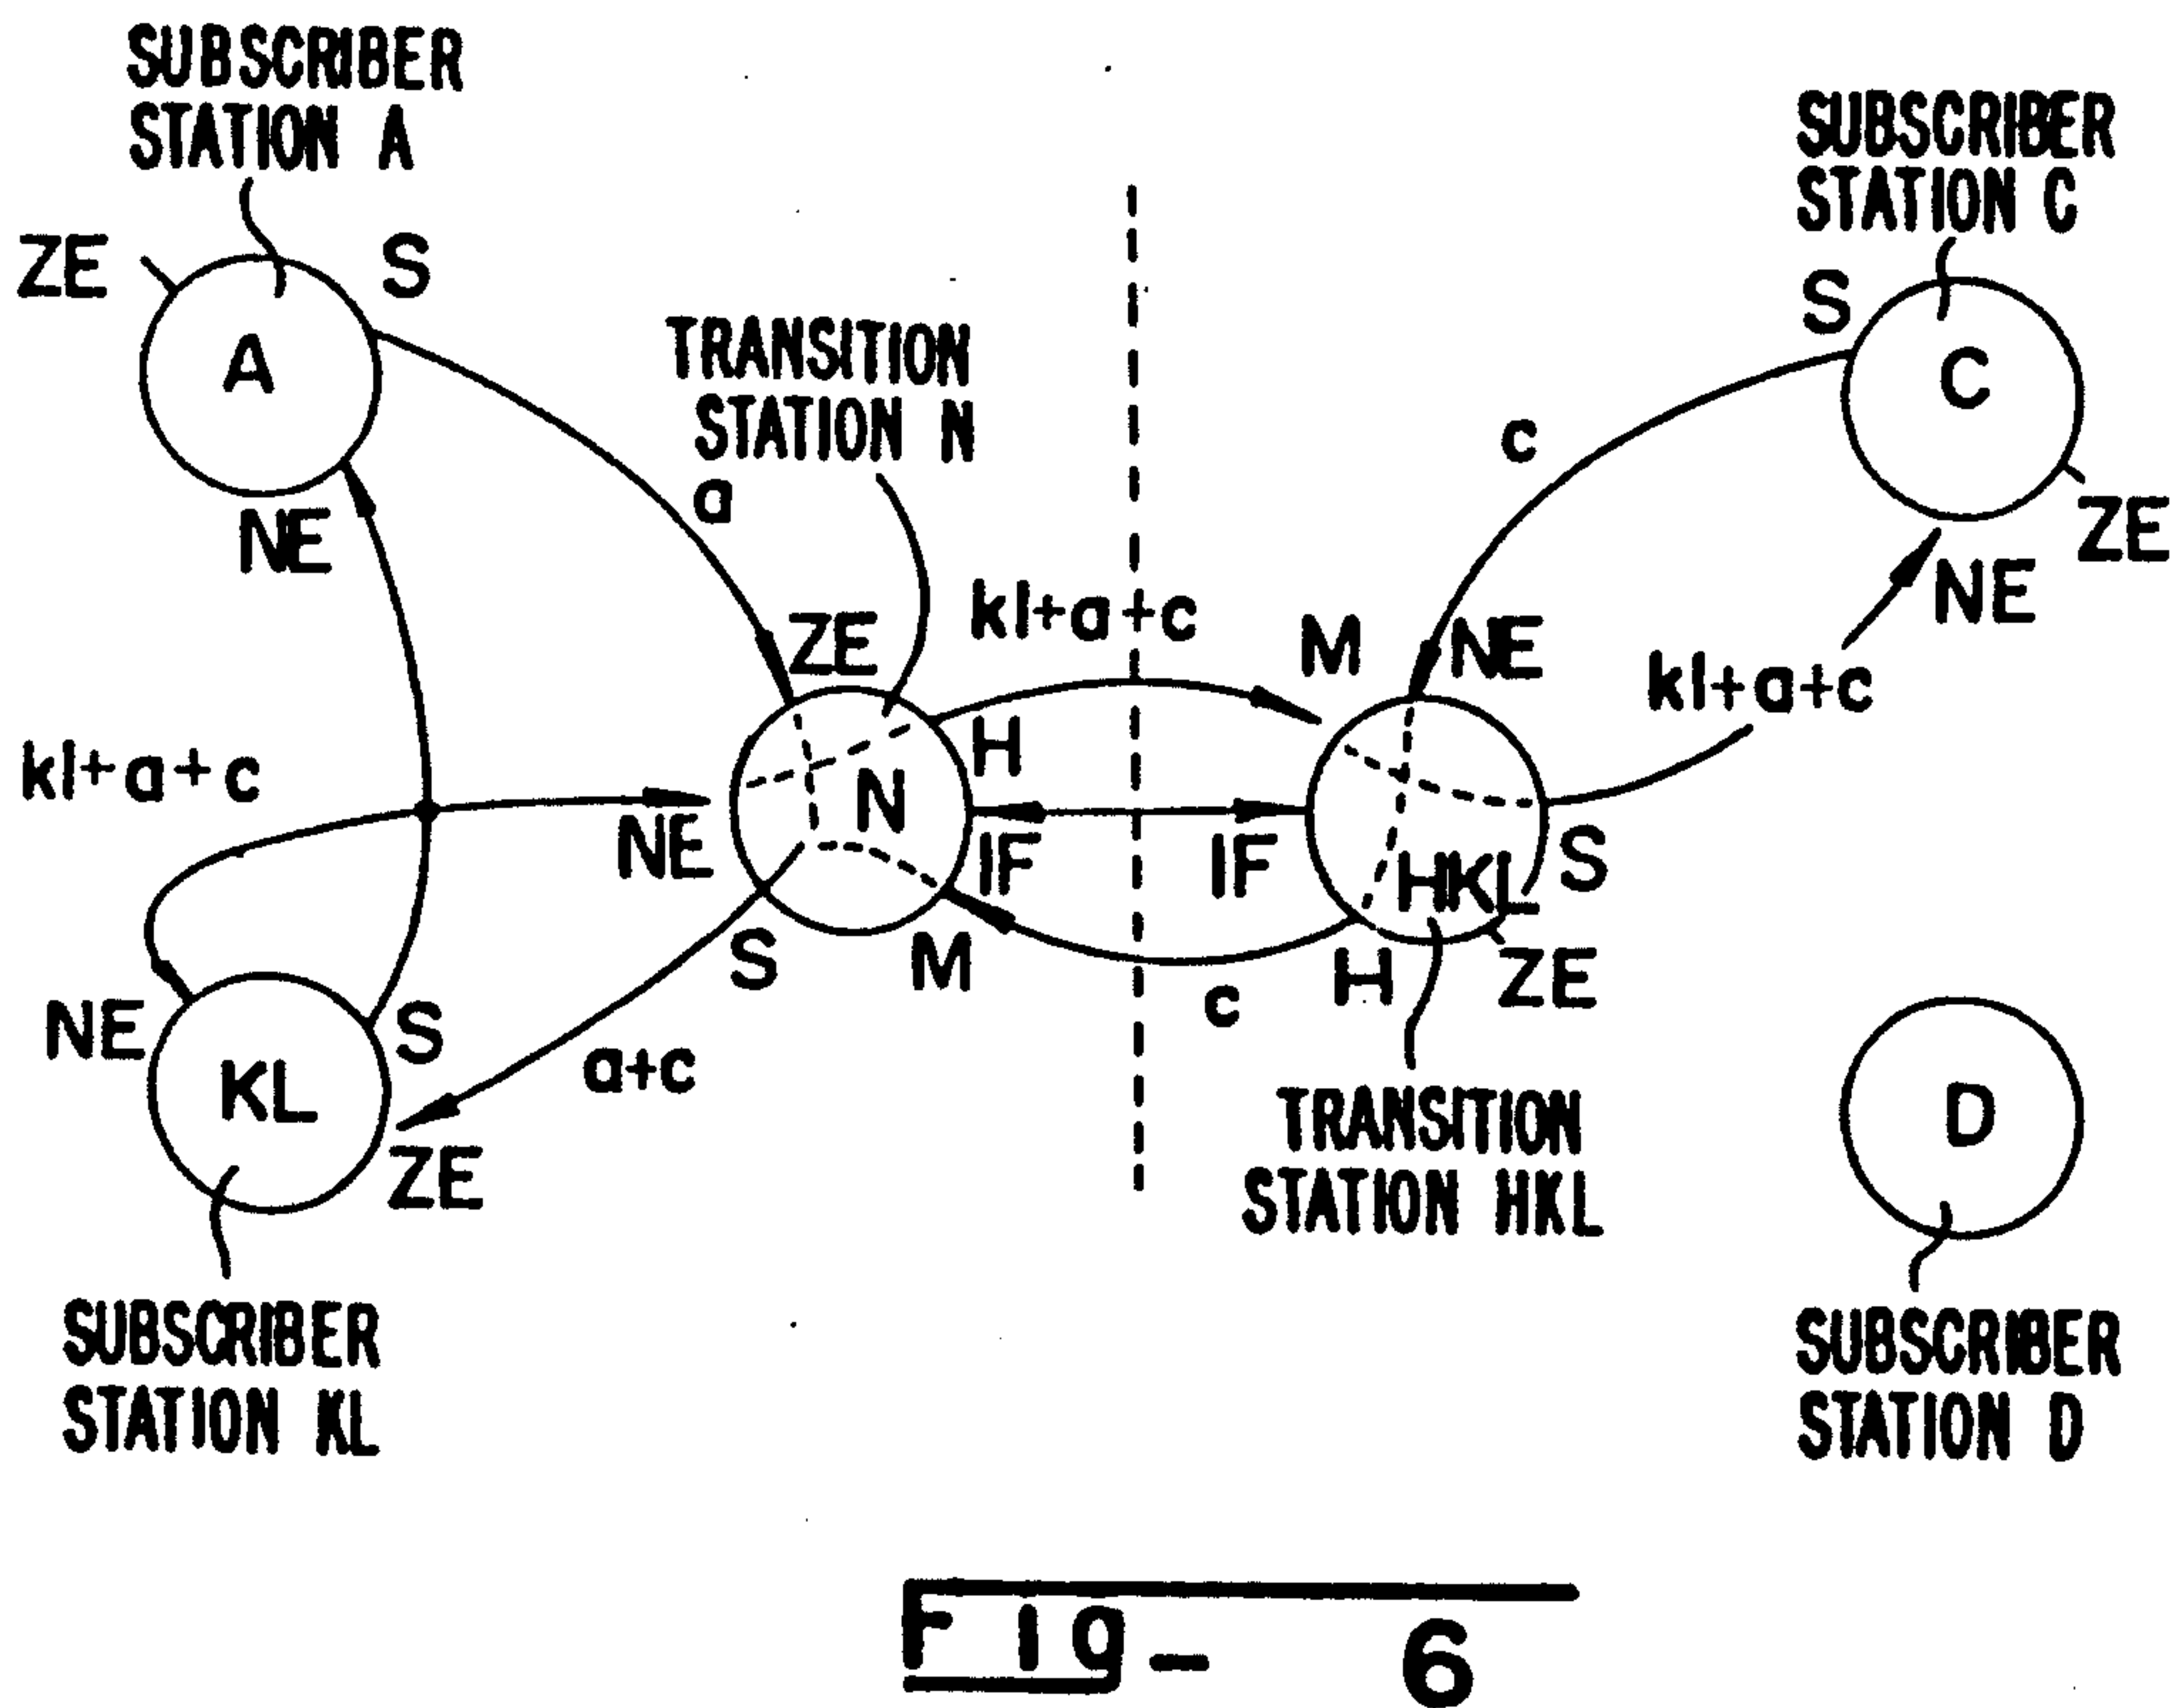 SUBSCRIBER
STATION A
SUBSCRIBER
STATION C
ZE
S
A
NE
TRANSITION
STATION N
a
S
C
c
ZE
NE
ZE
kl+a+c
M
NE
kl+a+c
H
kl+a+c
N
NE
IF
IF
S
HKL
S
M
H
ZE
c
NE
S
KL
a+c
ZE
TRANSITION
STATION HKL
D
SUBSCRIBER
STATION KL
SUBSCRIBER
STATION D
FIg- 6